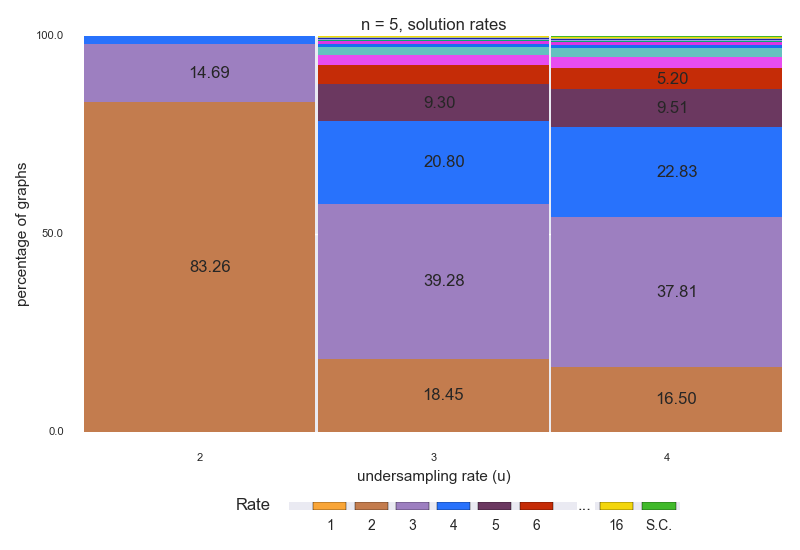 n = 5, solution rates
100.0
50.0
0.0
percentage of graphs
14.69
83.26
9.30
20.80
39.28
18.45
5.20
9.51
22.83
37.81
16.50
2 3 4
undersampling rate (u)
Rate ...
1 2 3 4 5 6 16 S.C.